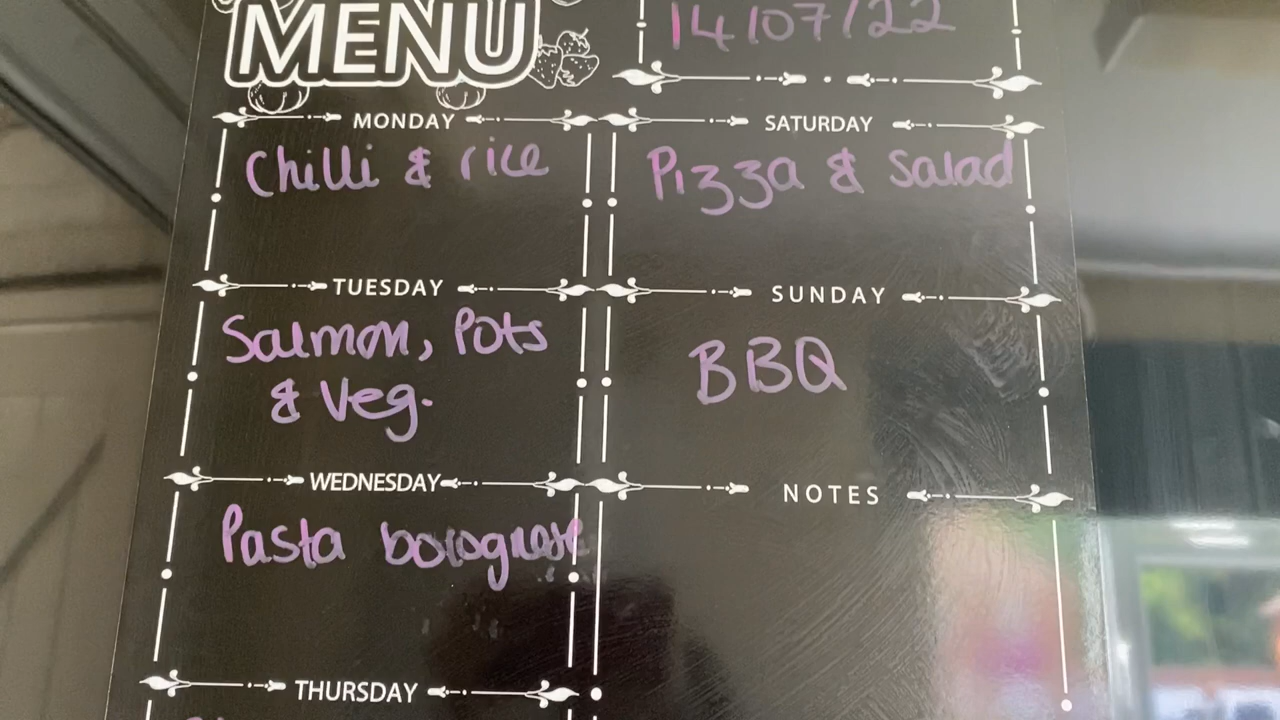 MENU
14/07/22
MONDAY
Chilli & rice
TUESDAY
Salmon, Pots
& Veg.
WEDNESDAY
Pasta bolognese
THURSDAY
SATURDAY
Pizza & Salad
SUNDAY
BBQ
NOTES